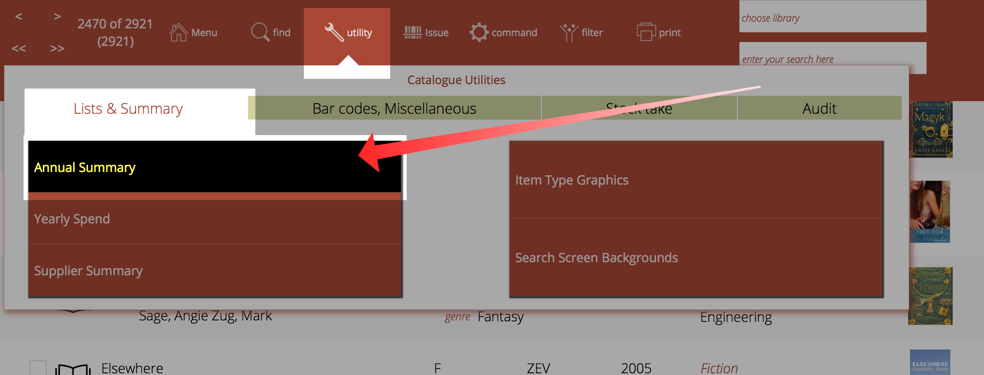 < >
<< >>
2470 of 2921
(2921)
Menu
find
utility
Issue
command
filter
print
choose library
enter your search here
Catalogue Utilities
Lists & Summary
Bar codes, Miscellaneous
Stock take
Audit
Annual Summary
Yearly Spend
Supplier Summary
Item Type Graphics
Search Screen Backgrounds
Magyk
Sage, Angie Zug, Mark
genre Fantasy
Engineering
Elsewhere
F
ZEV
2005
Fiction
ELSEWHERE